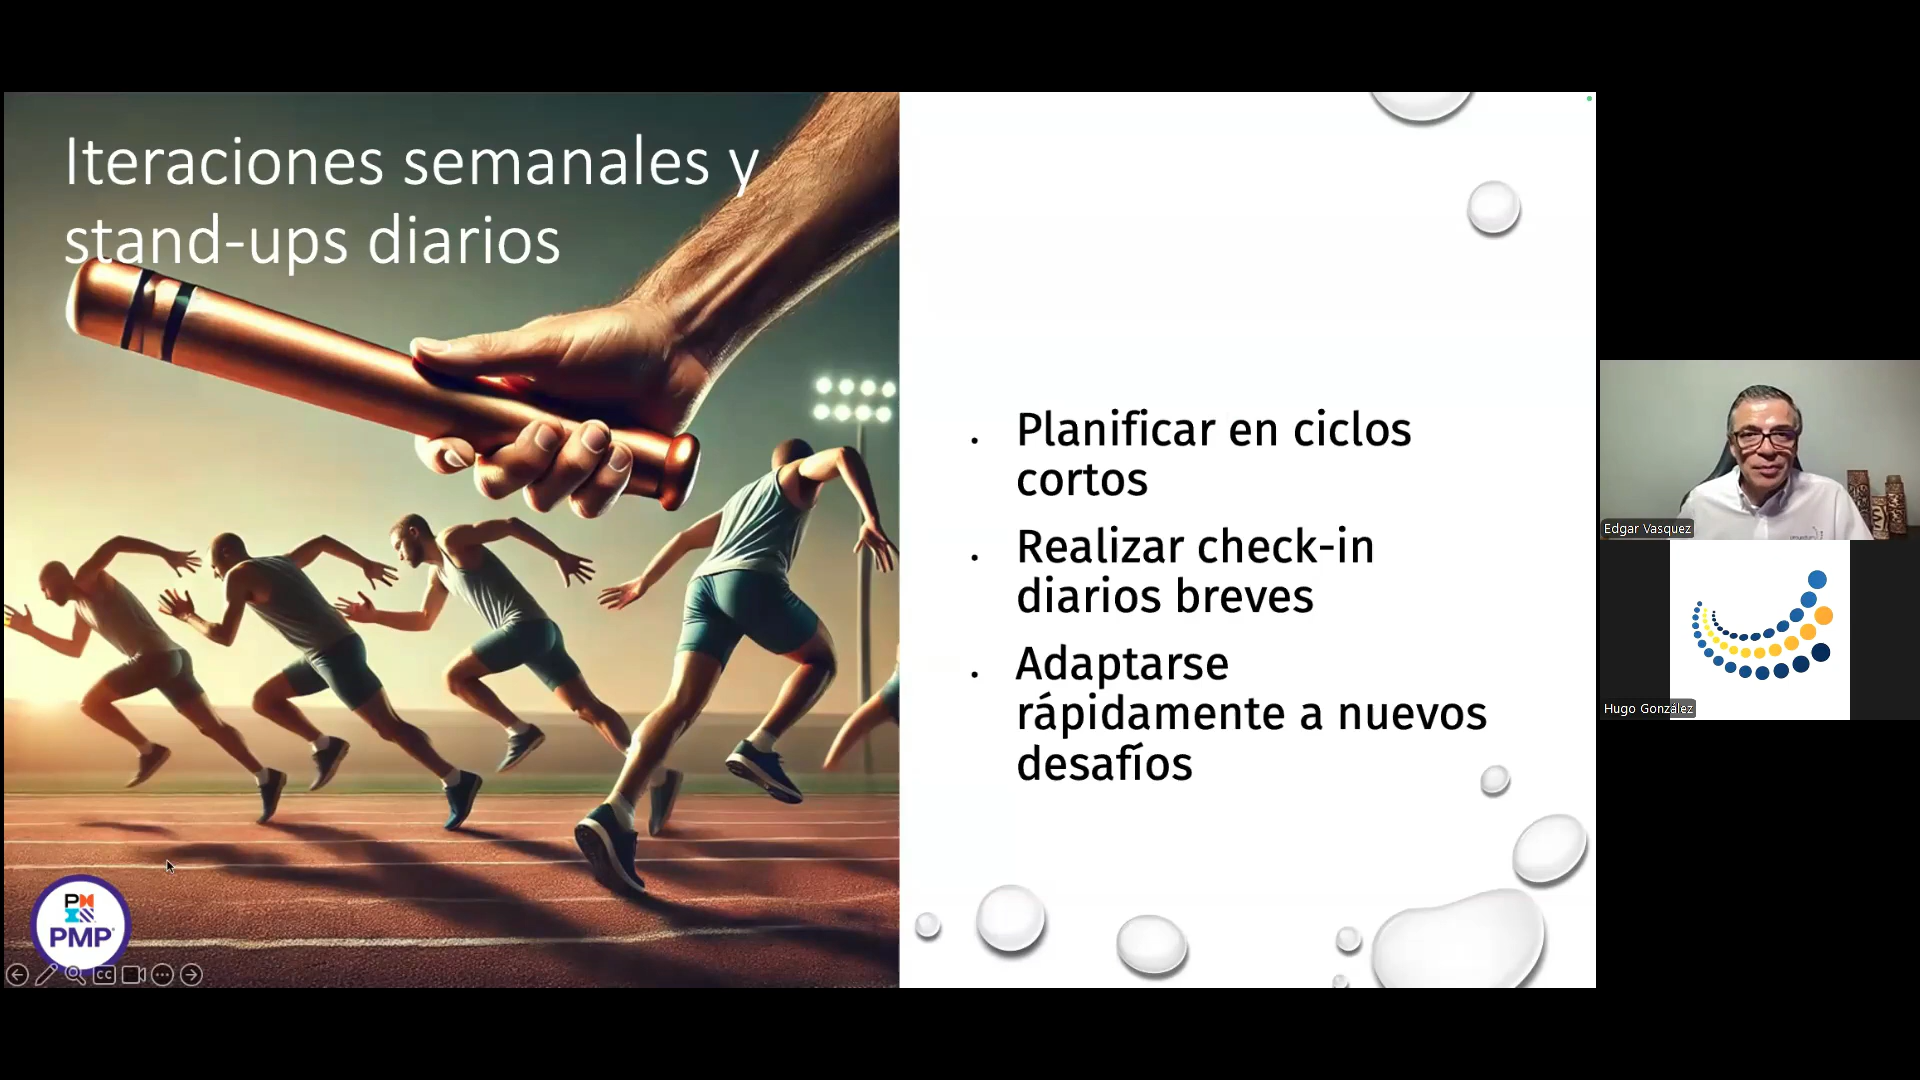 Iteraciones semanales y
stand-ups diarios
. Planificar en ciclos
cortos
. Realizar check-in
diarios breves
. Adaptarse
rápidamente a nuevos
desafíos
PMP
CC
Edgar Vasquez
Hugo González